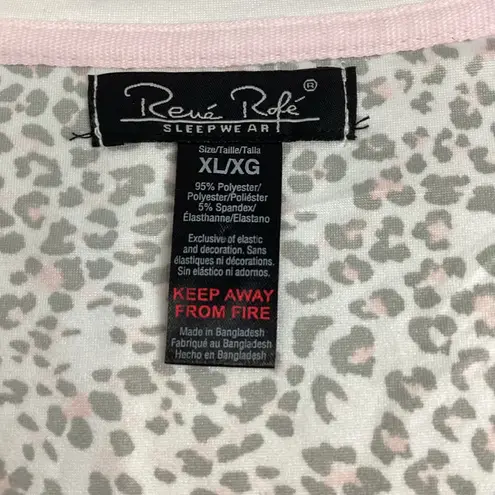 René Rofé ®
SLEEPWEAR
Size/Taille/Talla
XL/XG
95% Polyester/
Polyester/Poliéster
5% Spandex/
Élasthanne/Elastano
Exclusive of elastic
and decoration. Sans
élastiques ni décorations.
Sin elástico ni adornos.
KEEP AWAY
FROM FIRE
Made in Bangladesh
Fabriqué au Bangladesh
Hecho en Bangladesh